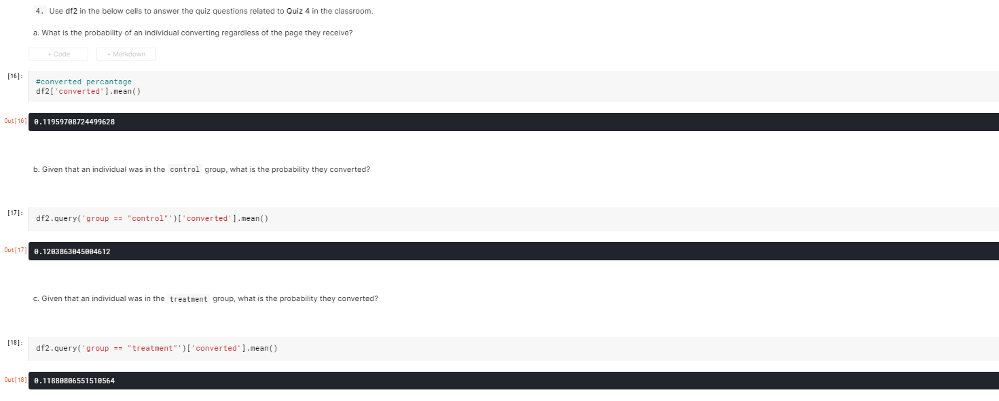 4. Use df2 in the below cells to answer the quiz questions related to Quiz 4 in the classroom.
a. What is the probability of an individual converting regardless of the page they receive?
+ Code + Markdown
[16]:
#converted percantage
df2['converted'].mean()
Out[16]
0.11959708724499628
b. Given that an individual was in the control group, what is the probability they converted?
[17]:
df2.query('group == "control"')['converted'].mean()
Out[17]
0.1203863045004612
c. Given that an individual was in the treatment group, what is the probability they converted?
[18]:
df2.query('group == "treatment"')['converted'].mean()
Out[18]
0.11880806551510564